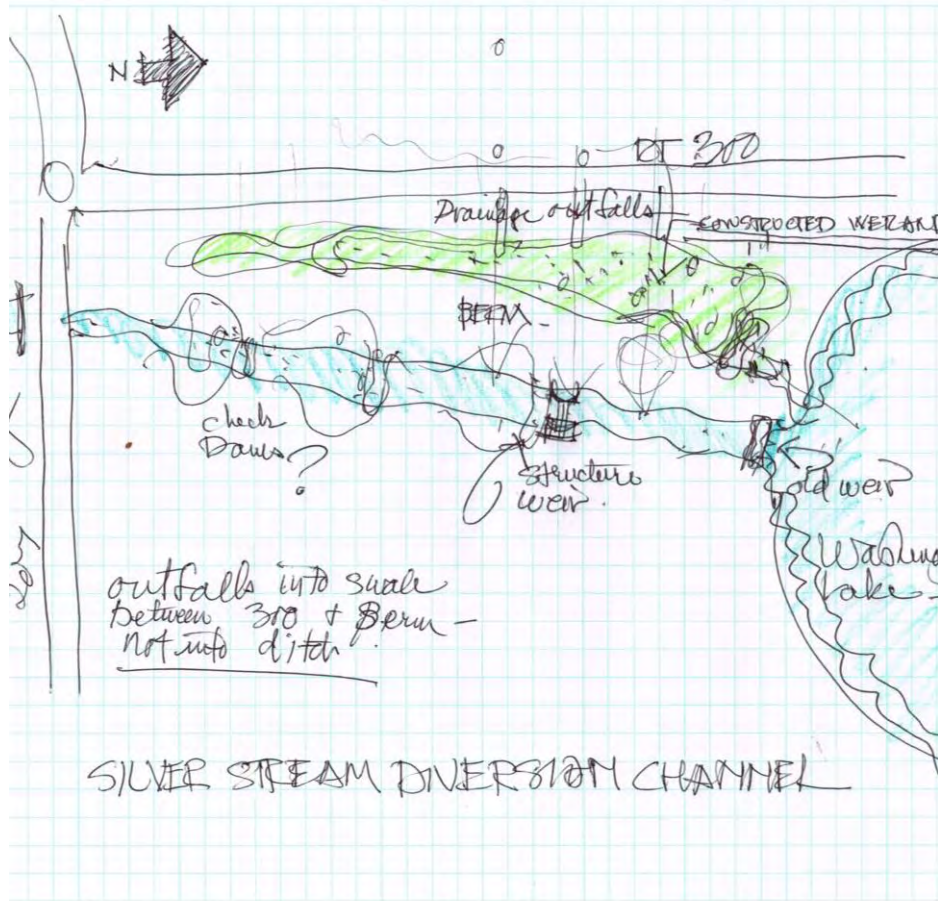 N
RT 300
Drainage outfalls
CONSTRUCTED WETLAND
BERM
check
Dams?
structure
weir.
old weir
Lake
outfalls into swale
Between 300 & Berm -
Not into ditch.
SILVER STREAM DIVERSION CHANNEL